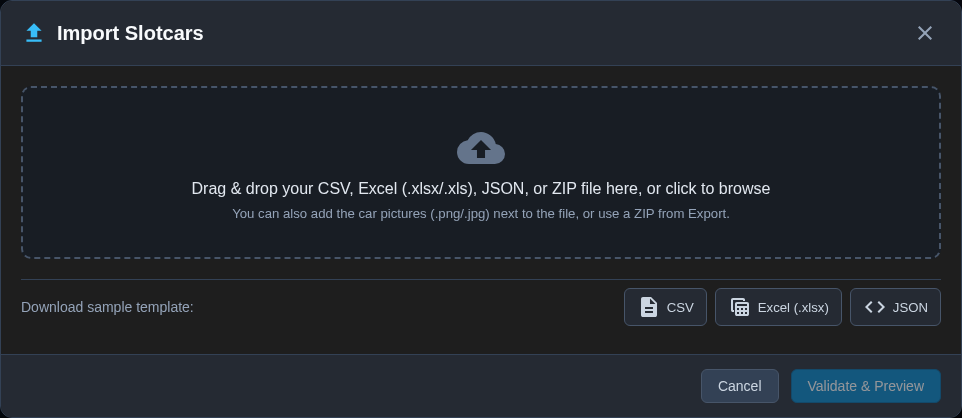 Import Slotcars
Drag & drop your CSV, Excel (.xlsx/.xls), JSON, or ZIP file here, or click to browse
You can also add the car pictures (.png/.jpg) next to the file, or use a ZIP from Export.
Download sample template:
CSV
Excel (.xlsx)
JSON
Cancel
Validate & Preview